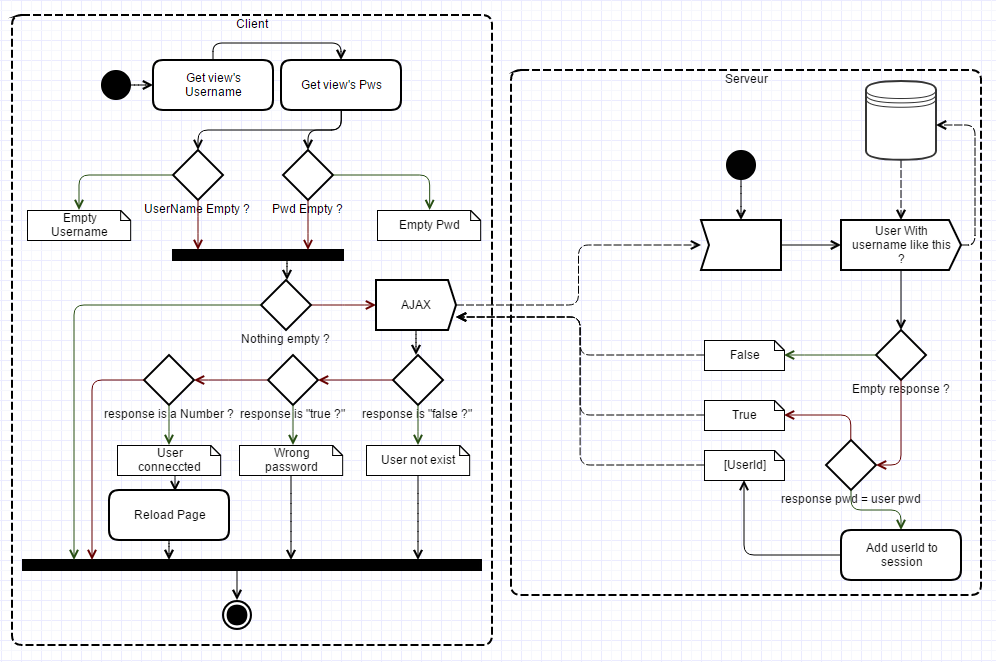 Client
Get view's
Username
Get view's Pws
UserName Empty ?
Pwd Empty ?
Empty
Username
Empty Pwd
Nothing empty ?
AJAX
response is a Number ?
response is "true ?"
response is "false ?"
User
conneccted
Wrong
password
User not exist
Reload Page
Serveur
User With
username like this
?
False
Empty response ?
True
[UserId]
response pwd = user pwd
Add userId to
session